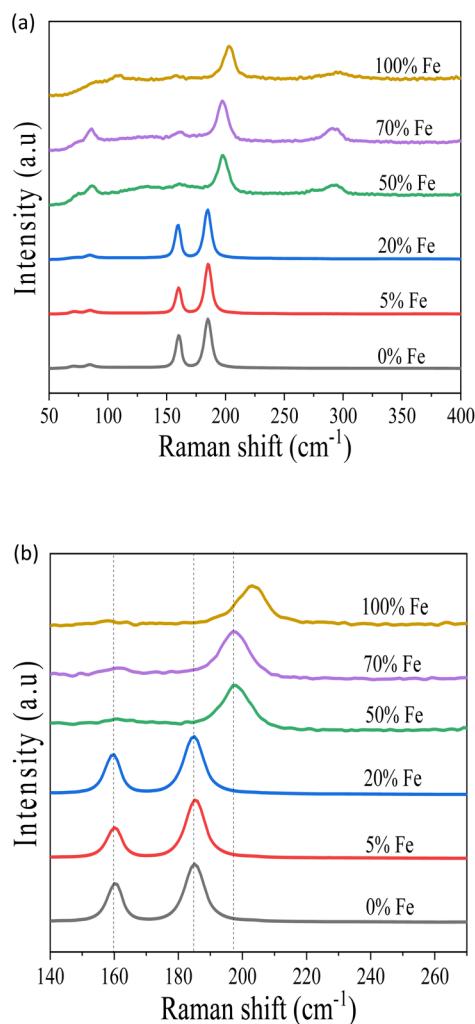 (a)
Intensity (a.u)
100% Fe
70% Fe
50% Fe
20% Fe
5% Fe
0% Fe
50 100 150 200 250 300 350 400
Raman shift (cm-1)
(b)
Intensity (a.u)
100% Fe
70% Fe
50% Fe
20% Fe
5% Fe
0% Fe
140 160 180 200 220 240 260
Raman shift (cm-1)